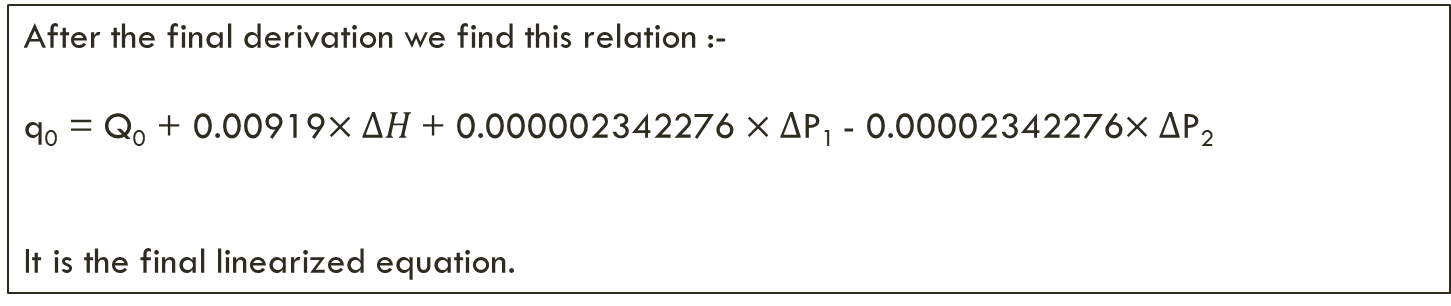 After the final derivation we find this relation :-
q₀ = Q₀ + 0.00919× ΔH + 0.000002342276 × ΔP₁ - 0.00002342276× ΔP₂
It is the final linearized equation.